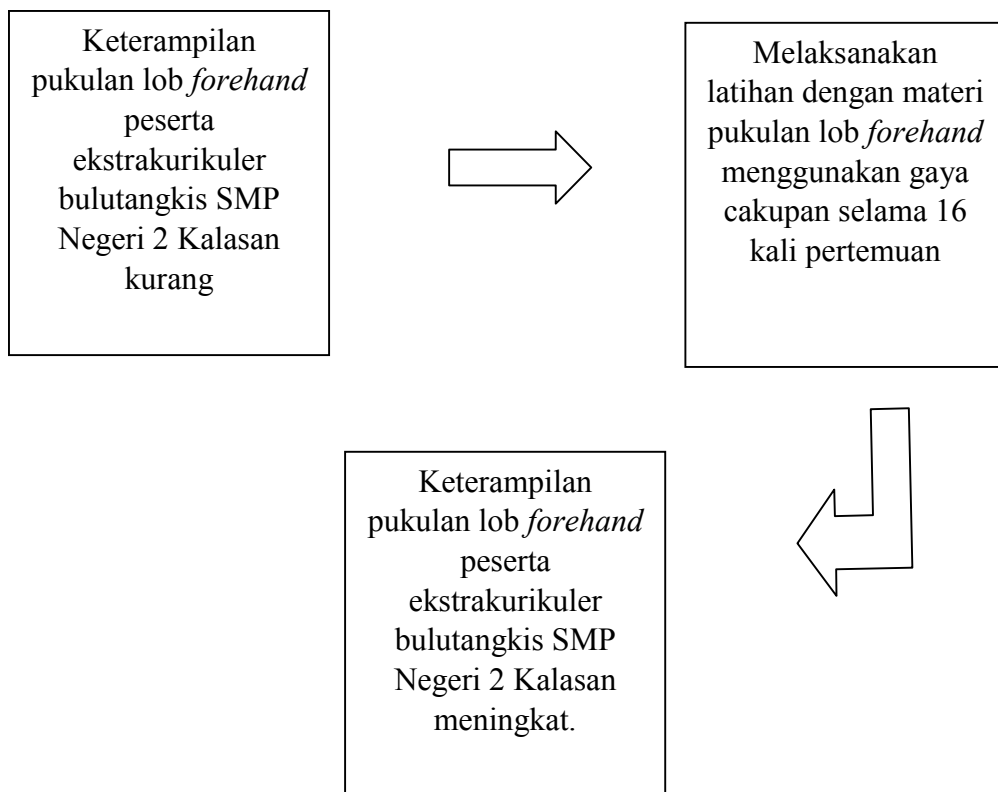 Keterampilan
pukulan lob forehand
peserta
ekstrakurikuler
bulutangkis SMP
Negeri 2 Kalasan
kurang
Melaksanakan
latihan dengan materi
pukulan lob forehand
menggunakan gaya
cakupan selama 16
kali pertemuan
Keterampilan
pukulan lob forehand
peserta
ekstrakurikuler
bulutangkis SMP
Negeri 2 Kalasan
meningkat.